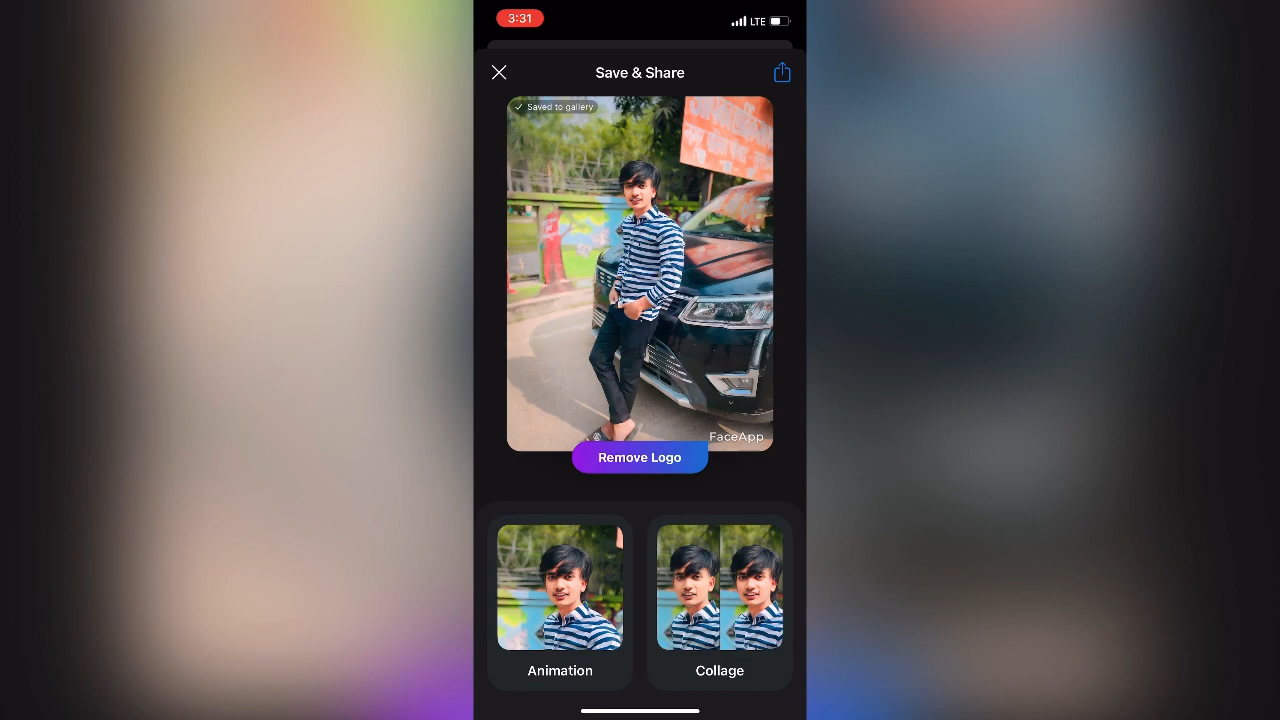 3:31
LTE
Save & Share
Saved to gallery
FaceApp
Remove Logo
Animation
Collage